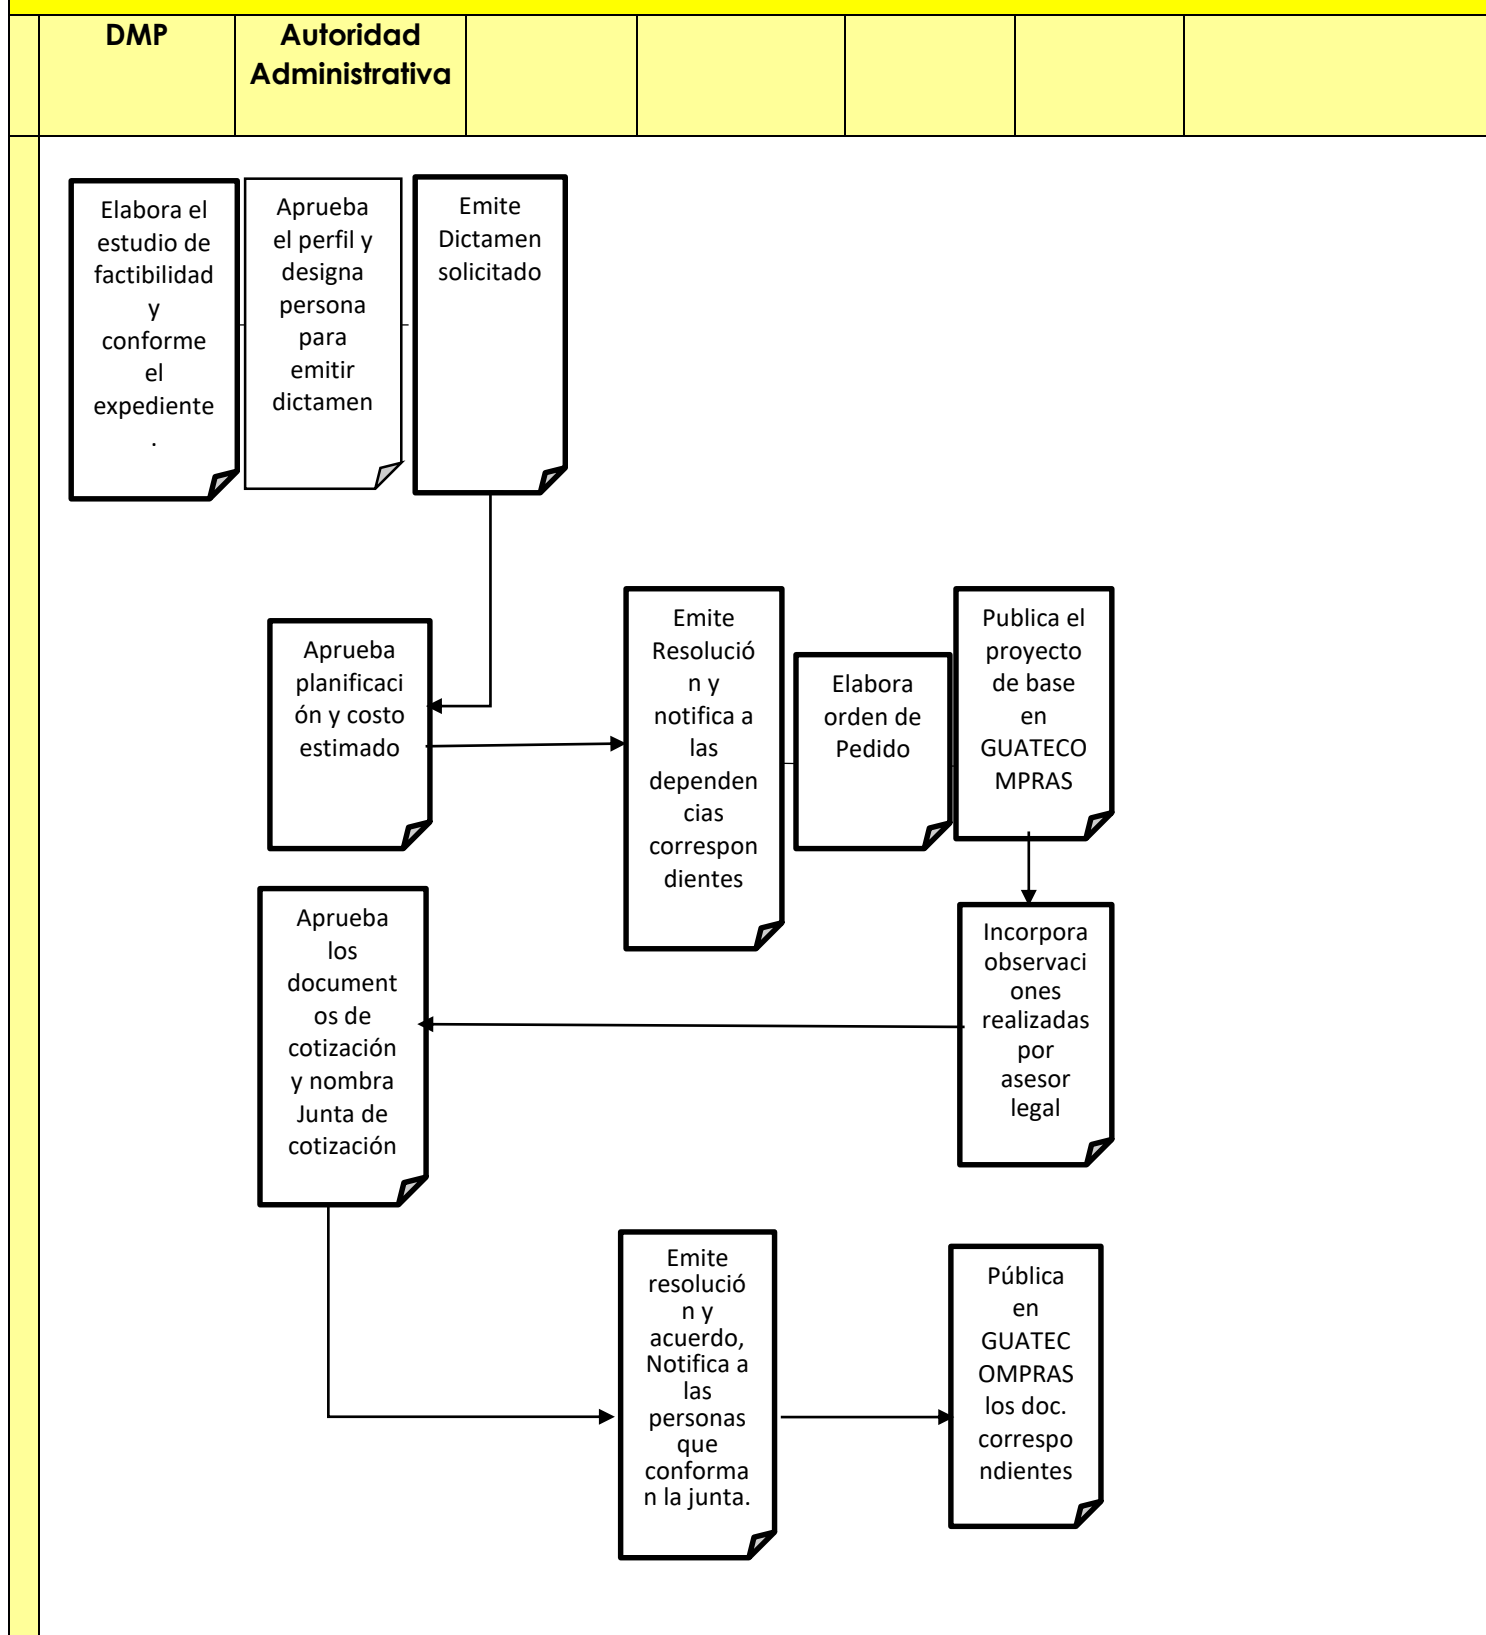 DMP
Autoridad
Administrativa
Elabora el
estudio de
factibilidad
y
conforme
el
expediente
.
Aprueba
el perfil y
designa
persona
para
emitir
dictamen
Emite
Dictamen
solicitado
Aprueba
planificaci
ón y costo
estimado
Emite
Resolució
n y
notifica a
las
dependen
cias
correspon
dientes
Elabora
orden de
Pedido
Publica el
proyecto
de base
en
GUATECO
MPRAS
Incorpora
observaci
ones
realizadas
por
asesor
legal
Aprueba
los
document
os de
cotización
y nombra
Junta de
cotización
Emite
resolució
n y
acuerdo,
Notifica a
las
personas
que
conforma
n la junta.
Pública
en
GUATEC
OMPRAS
los doc.
correspo
ndientes